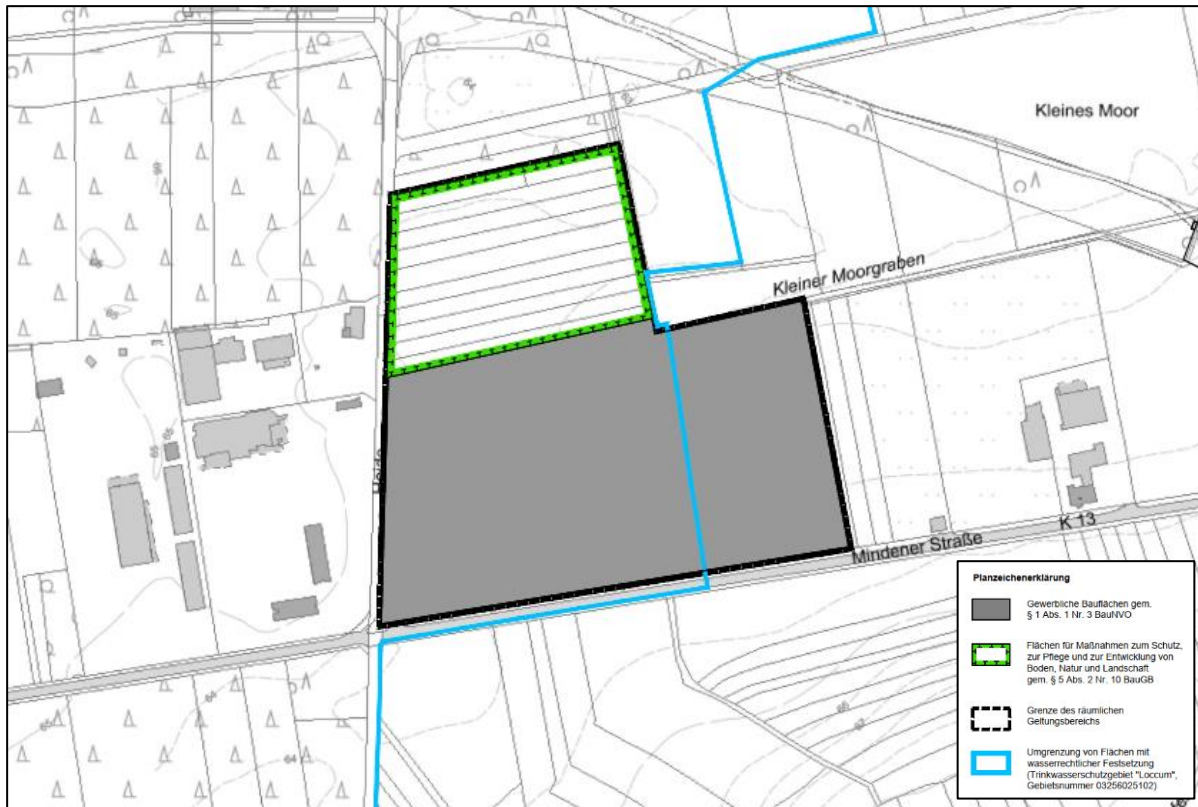 Kleines Moor
Kleiner Moorgraben
K 13
Mindener Straße
Planzeichenerklärung
Gewerbliche Bauflächen gem.
§ 1 Abs. 1 Nr. 3 BauNVO
Flächen für Maßnahmen zum Schutz,
zur Pflege und zur Entwicklung von
Boden, Natur und Landschaft
gem. § 5 Abs. 2 Nr. 10 BauGB
Grenze des räumlichen
Geltungsbereichs
Umgrenzung von Flächen mit
wasserrechtlicher Festsetzung
(Trinkwasserschutzgebiet "Loccum",
Gebietsnummer 03256025102)